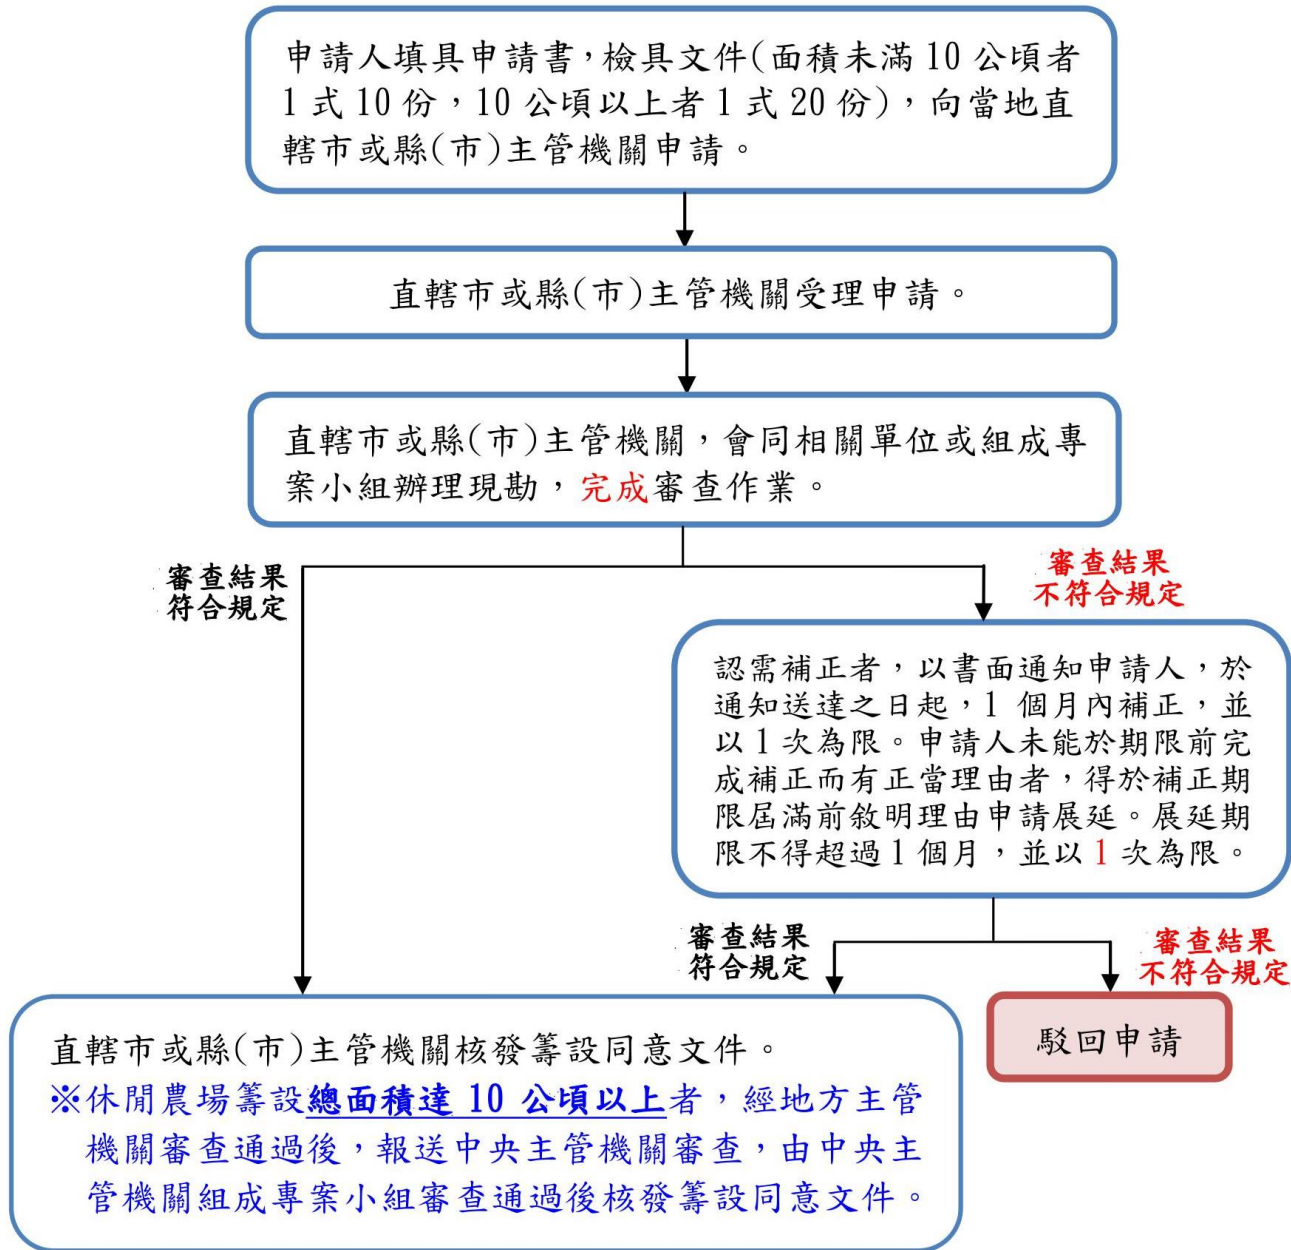 申請人填具申請書，檢具文件(面積未滿 10 公頃者
1 式 10 份，10 公頃以上者 1 式 20 份)，向當地直
轄市或縣(市)主管機關申請。
直轄市或縣(市)主管機關受理申請。
直轄市或縣(市)主管機關，會同相關單位或組成專
案小組辦理現勘，完成審查作業。
審查結果
符合規定
審查結果
不符合規定
認需補正者，以書面通知申請人，於
通知送達之日起，1 個月內補正，並
以 1 次為限。申請人未能於期限前完
成補正而有正當理由者，得於補正期
限屆滿前敘明理由申請展延。展延期
限不得超過 1 個月，並以 1 次為限。
審查結果
符合規定
審查結果
不符合規定
直轄市或縣(市)主管機關核發籌設同意文件。
※休閒農場籌設總面積達 10 公頃以上者，經地方主管
機關審查通過後，報送中央主管機關審查，由中央主
管機關組成專案小組審查通過後核發籌設同意文件。
駁回申請